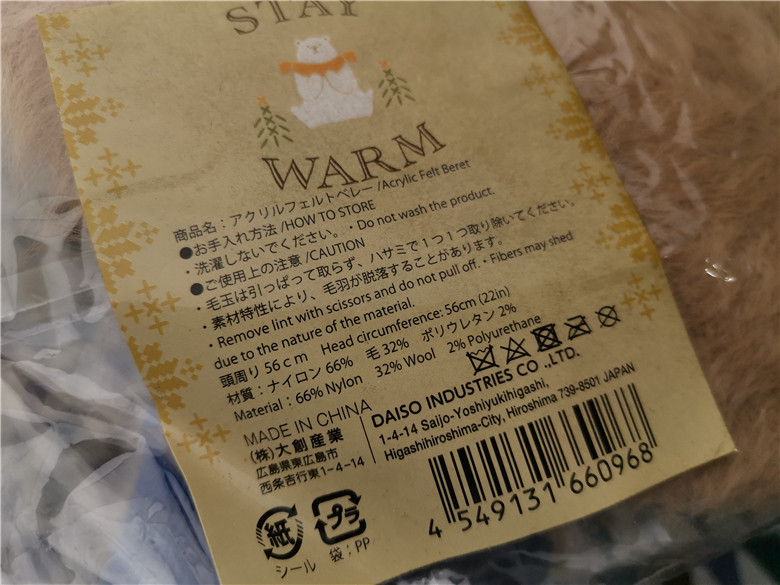 STAY
WARM
商品名：アクリルフェルトベレー/Acrylic Felt Beret
●お手入れ方法/HOW TO STORE
・洗濯しないでください。・Do not wash the product.
●ご使用上の注意/CAUTION
・毛玉は引っぱって取らず、ハサミで1つ1つ取り除いてください。
・素材特性により、毛羽が脱落することがあります。
・Remove lint with scissors and do not pull off.・Fibers may shed
due to the nature of the material.
頭周り56cm Head circumference: 56cm (22in)
材質：ナイロン66% 毛32% ポリウレタン2%
Material：66% Nylon 32% Wool 2% Polyurethane
MADE IN CHINA
(株)大創産業
広島県東広島市
西条吉行東1-4-14
DAISO INDUSTRIES CO.,LTD.
1-4-14 Saijo-Yoshiyukihigashi,
Higashihiroshima-City, Hiroshima 739-8501 JAPAN
4 549131 660968
紙
シール
プラ
袋：PP